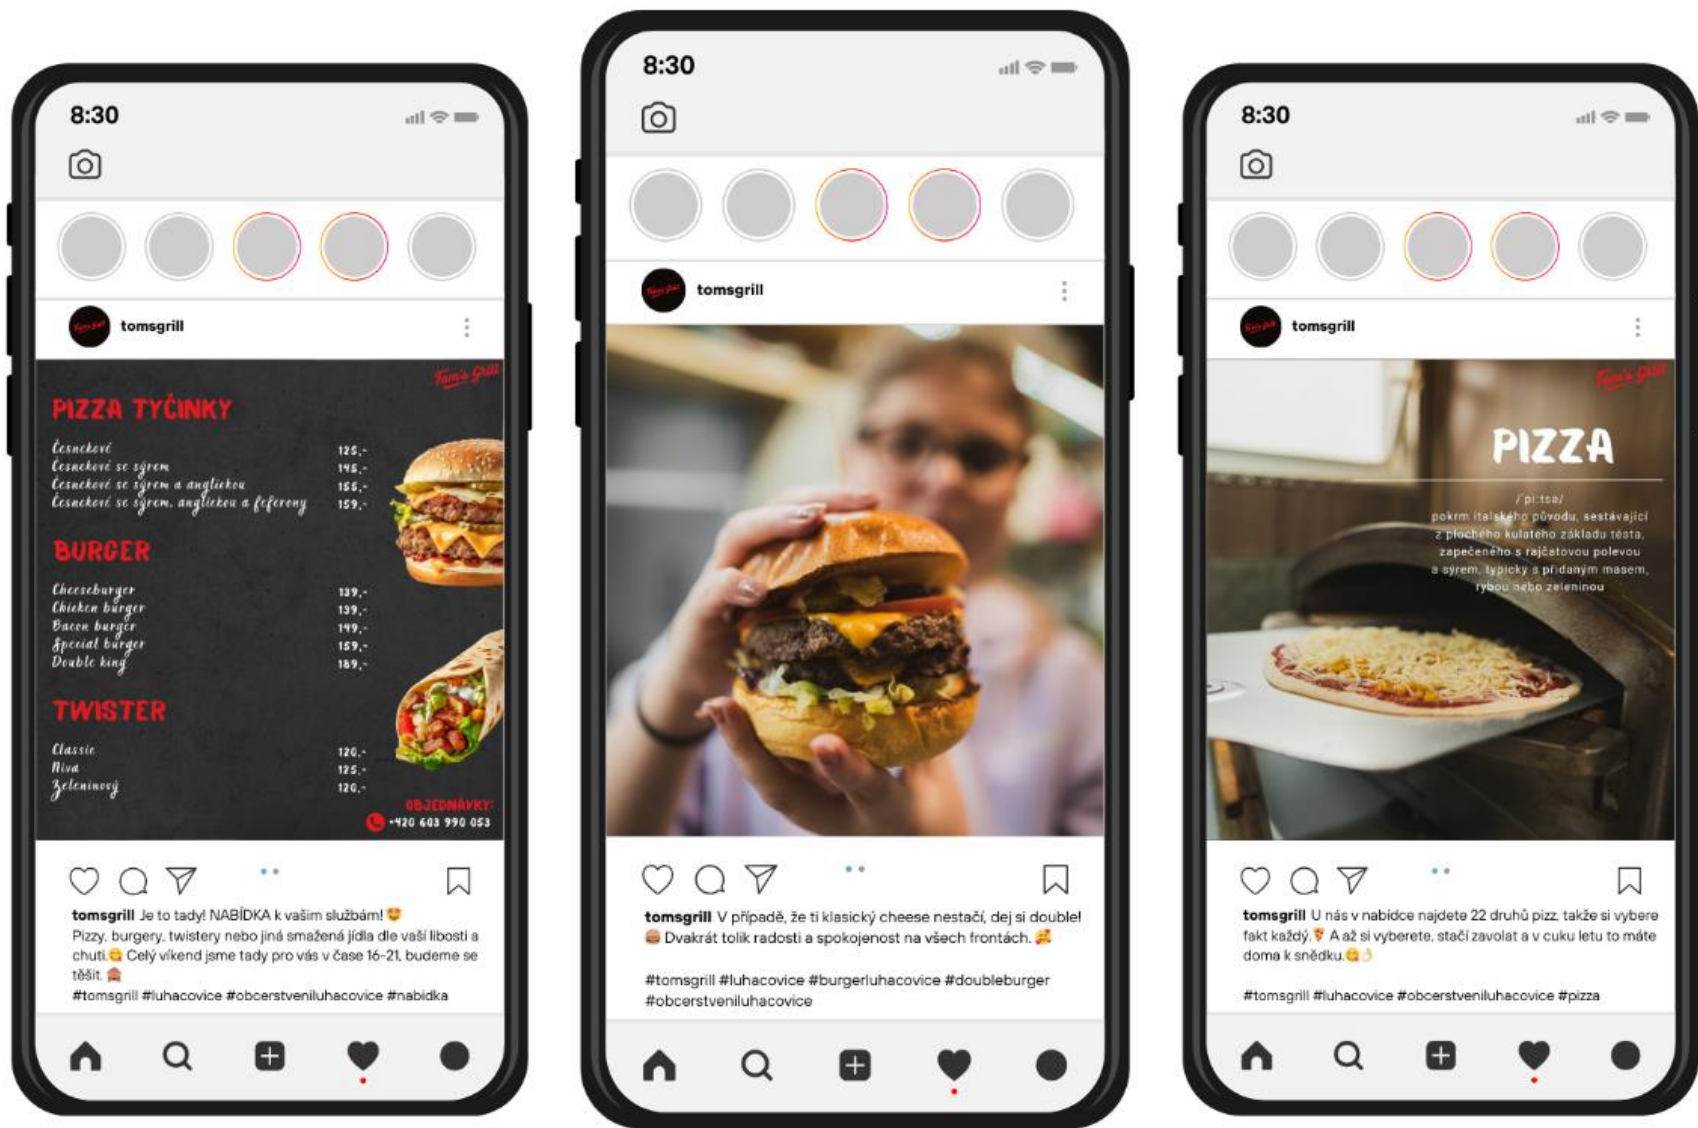 8:30
tomsgrill
Tom's Grill
PIZZA TYČINKY
Česnekové 125,-
Česnekové se sýrem 145,-
Česnekové se sýrem a anglickou 155,-
Česnekové se sýrem, anglickou a feferony 159,-
BURGER
Cheeseburger 139,-
Chicken burger 139,-
Bacon burger 149,-
Special burger 159,-
Double king 189,-
TWISTER
Classic 120,-
Niva 125,-
Zeleninový 120,-
OBJEDNÁVKY:
+420 603 990 053
tomsgrill Je to tady! NABÍDKA k vašim službám! 🤩
Pizzy, burgery, twistery nebo jiná smažená jídla dle vaší libosti a
chuti.😋 Celý víkend jsme tady pro vás v čase 16-21, budeme se
těšit. 🙈
#tomsgrill #luhacovice #obcerstveniluhacovice #nabidka
8:30
Tom's Grill
tomsgrill
tomsgrill V případě, že ti klasický cheese nestačí, dej si double!
🍔 Dvakrát tolik radosti a spokojenost na všech frontách. 🥰
#tomsgrill #luhacovice #burgerluhacovice #doubleburger
#obcerstveniluhacovice
8:30
Tom's Grill
tomsgrill
Tom's Grill
PIZZA
/ˈpiːtsə/
pokrm italského původu, sestávající
z plochého kulatého základu těsta,
zapečeného s rajčatovou polevou
a sýrem, typicky s přidaným masem,
rybou nebo zeleninou
tomsgrill U nás v nabídce najdete 22 druhů pizz, takže si vybere
fakt každý.🍕 A až si vyberete, stačí zavolat a v cuku letu to máte
doma k snědku.😋👌
#tomsgrill #luhacovice #obcerstveniluhacovice #pizza